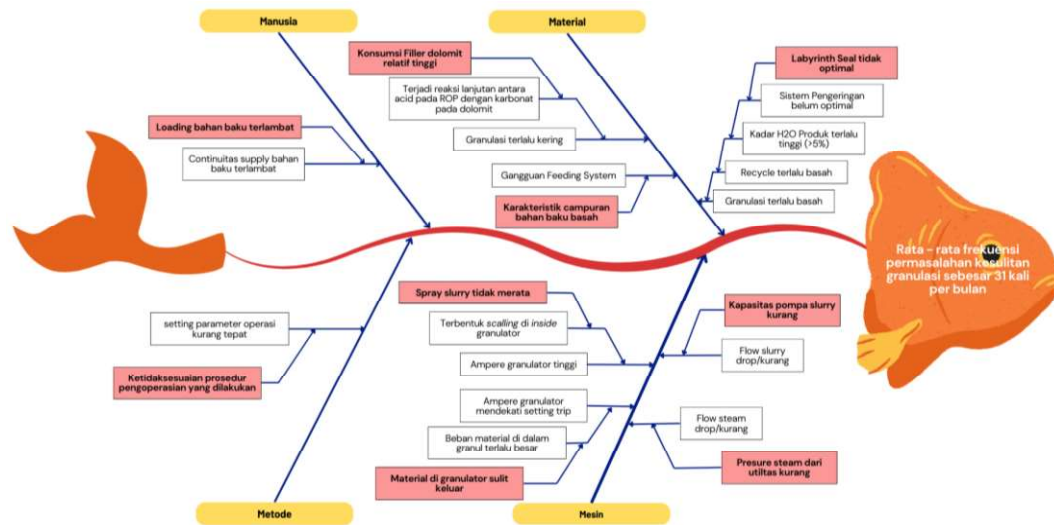 Manusia
Material
Konsumsi Filler dolomit
relatif tinggi
Terjadi reaksi lanjutan antara
acid pada ROP dengan karbonat
pada dolomit
Granulasi terlalu kering
Gangguan Feeding System
Karakteristik campuran
bahan baku basah
Labyrinth Seal tidak
optimal
Sistem Pengeringan
belum optimal
Kadar H2O Produk terlalu
tinggi (>5%)
Recycle terlalu basah
Granulasi terlalu basah
Loading bahan baku terlambat
Continuitas supply bahan
baku terlambat
Rata - rata frekuensi
permasalahan kesulitan
granulasi sebesar 31 kali
per bulan
setting parameter operasi
kurang tepat
Ketidaksesuaian prosedur
pengoperasian yang dilakukan
Spray slurry tidak merata
Terbentuk scalling di inside
granulator
Ampere granulator tinggi
Ampere granulator
mendekati setting trip
Beban material di dalam
granul terlalu besar
Material di granulator sulit
keluar
Kapasitas pompa slurry
kurang
Flow slurry
drop/kurang
Flow steam
drop/kurang
Presure steam dari
utiltas kurang
Metode
Mesin